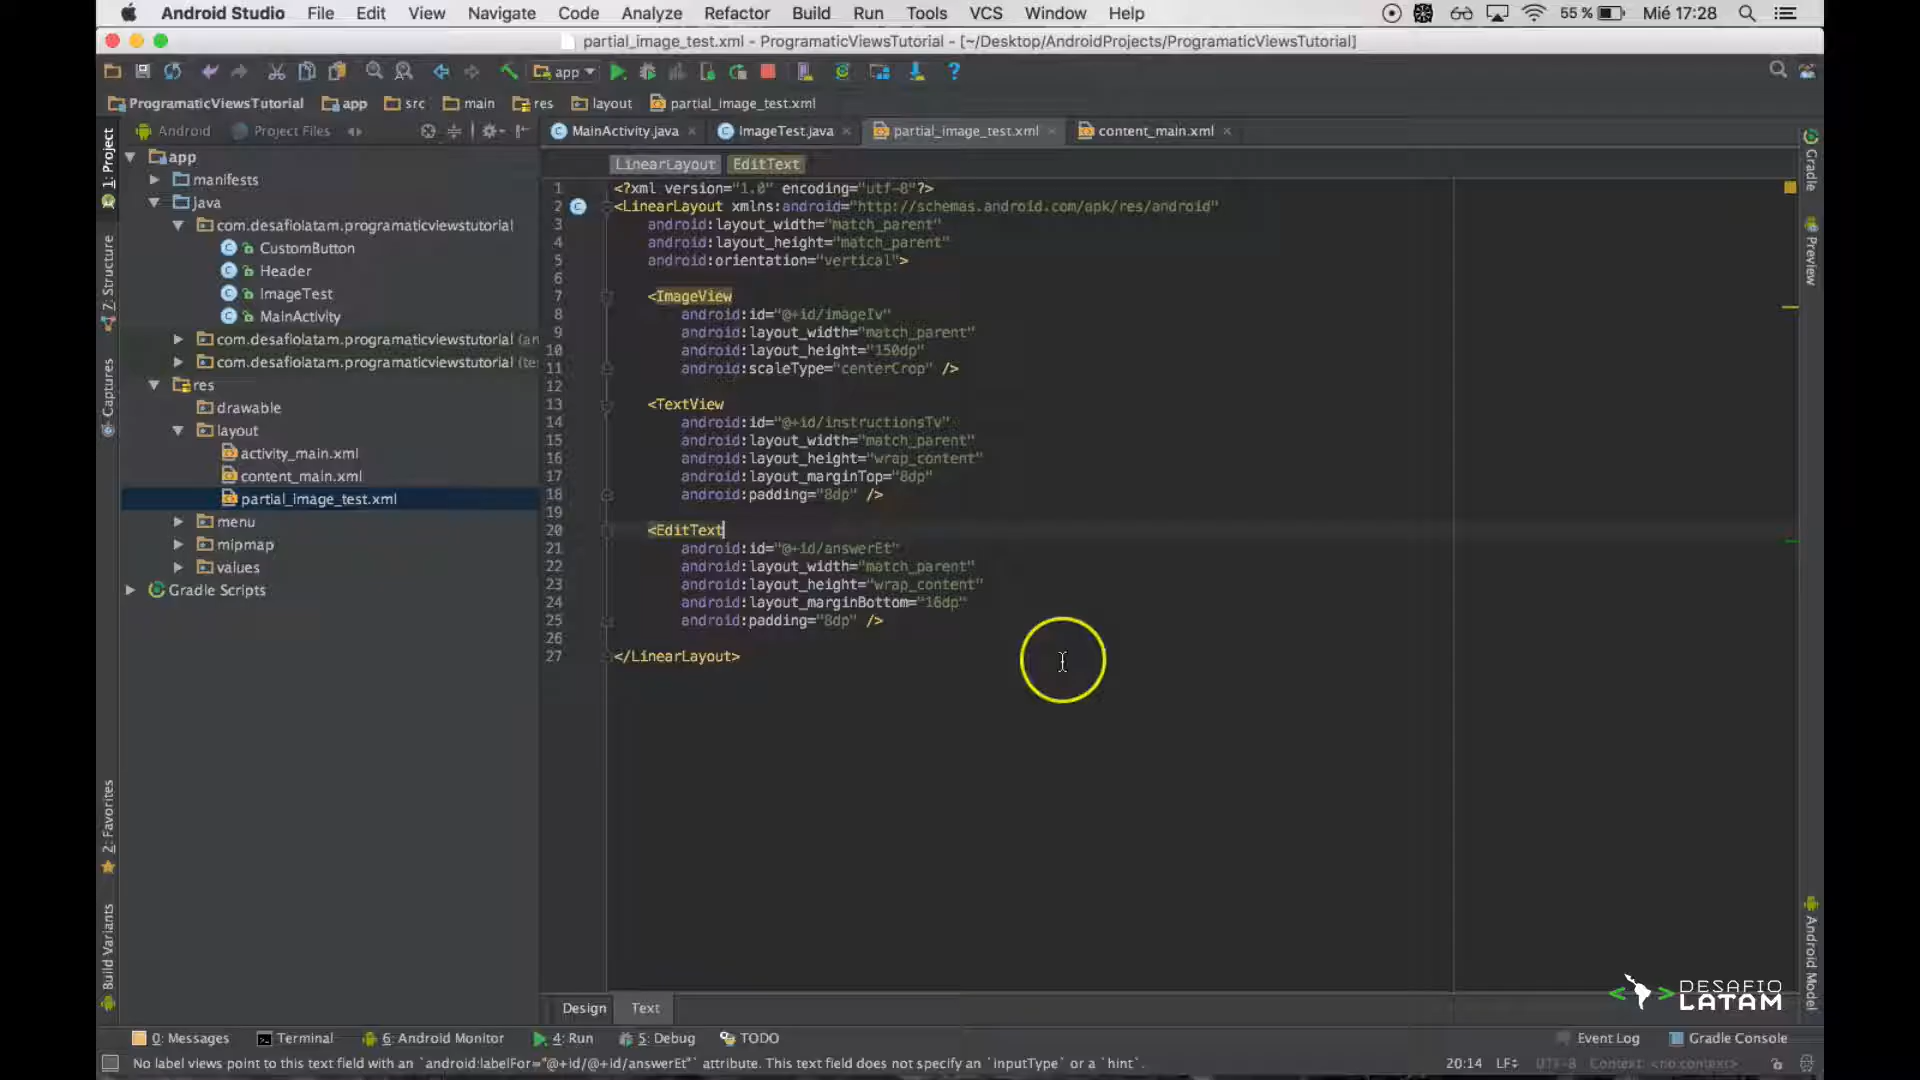 Android Studio File Edit View Navigate Code Analyze Refactor Build Run Tools VCS Window Help 55 % Mié 17:28
partial_image_test.xml - ProgramaticViewsTutorial - [~/Desktop/AndroidProjects/ProgramaticViewsTutorial]
app
ProgramaticViewsTutorial app src main res layout partial_image_test.xml
Android Project Files
MainActivity.java ImageTest.java partial_image_test.xml content_main.xml
LinearLayout EditText
app
manifests
java
com.desafiolatam.programaticviewstutorial
CustomButton
Header
ImageTest
MainActivity
com.desafiolatam.programaticviewstutorial (an
com.desafiolatam.programaticviewstutorial (te
res
drawable
layout
activity_main.xml
content_main.xml
partial_image_test.xml
menu
mipmap
values
Gradle Scripts
1 <?xml version="1.0" encoding="utf-8"?>
2 <LinearLayout xmlns:android="http://schemas.android.com/apk/res/android"
3 android:layout_width="match_parent"
4 android:layout_height="match_parent"
5 android:orientation="vertical">
6
7 <ImageView
8 android:id="@+id/imageIv"
9 android:layout_width="match_parent"
10 android:layout_height="150dp"
11 android:scaleType="centerCrop" />
12
13 <TextView
14 android:id="@+id/instructionsTv"
15 android:layout_width="match_parent"
16 android:layout_height="wrap_content"
17 android:layout_marginTop="8dp"
18 android:padding="8dp" />
19
20 <EditText
21 android:id="@+id/answerEt"
22 android:layout_width="match_parent"
23 android:layout_height="wrap_content"
24 android:layout_marginBottom="16dp"
25 android:padding="8dp" />
26
27 </LinearLayout>
1: Project
7: Structure
Captures
2: Favorites
Build Variants
Gradle
Preview
Android Model
DESAFIO
LATAM
Design Text
0: Messages Terminal 6: Android Monitor 4: Run 5: Debug TODO Event Log Gradle Console
No label views point to this text field with an `android:labelFor="@+id/@+id/answerEt"` attribute. This text field does not specify an `inputType` or a `hint`. 20:14 LF÷ UTF-8 Context: <no context>